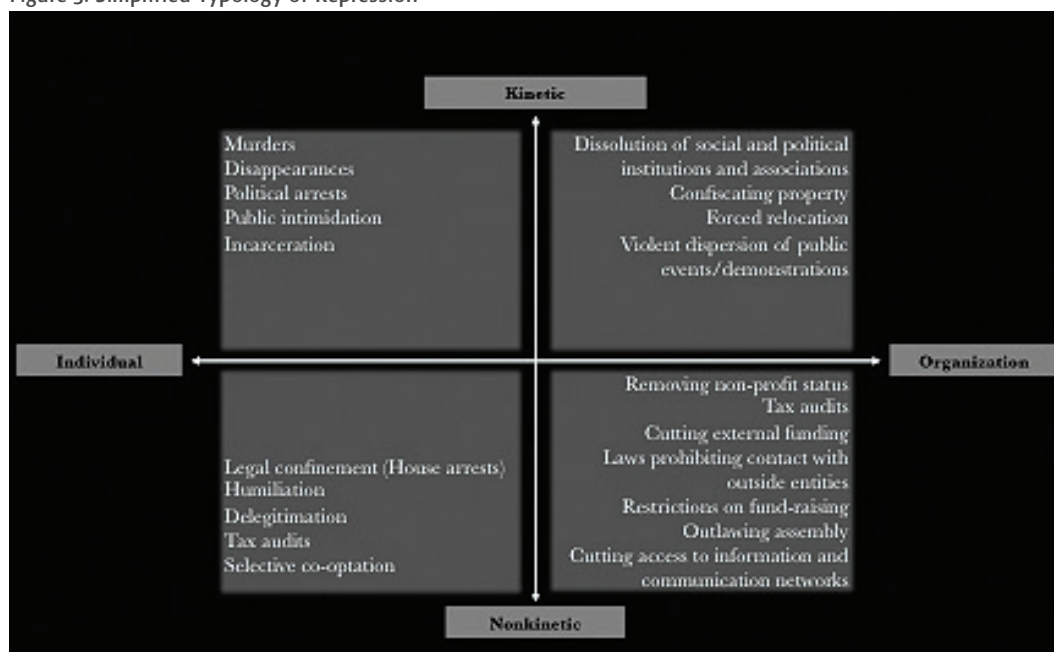 Kinetic
Murders
Disappearances
Political arrests
Public intimidation
Incarceration
Dissolution of social and political
institutions and associations
Confiscating property
Forced relocation
Violent dispersion of public
events/demonstrations
Individual
Organization
Legal confinement (House arrests)
Humiliation
Delegitimation
Tax audits
Selective co-optation
Removing non-profit status
Tax audits
Cutting external funding
Laws prohibiting contact with
outside entities
Restrictions on fund-raising
Outlawing assembly
Cutting access to information and
communication networks
Nonkinetic